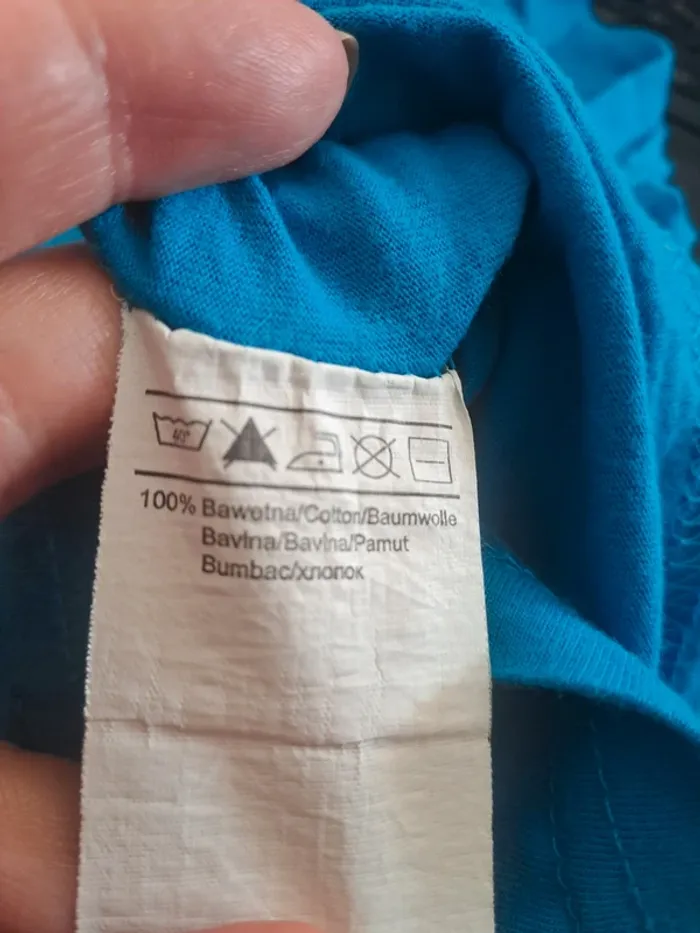 40°
100% Bawełna/Cotton/Baumwolle
Bavlna/Bavlna/Pamut
Bumbac/хлопок